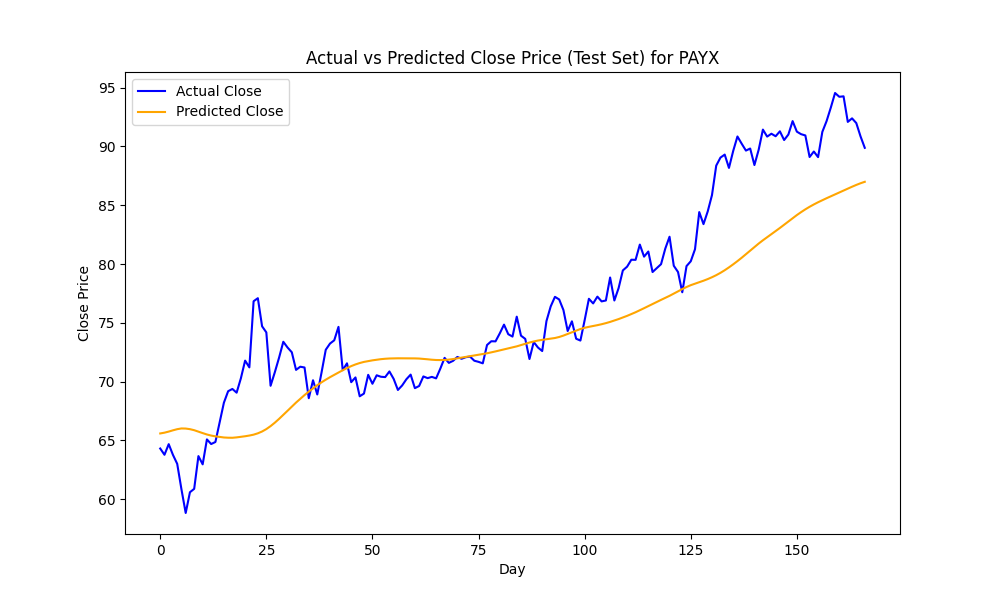 Actual vs Predicted Close Price (Test Set) for PAYX
Actual Close
Predicted Close
Close Price
95
90
85
80
75
70
65
60
0 25 50 75 100 125 150
Day